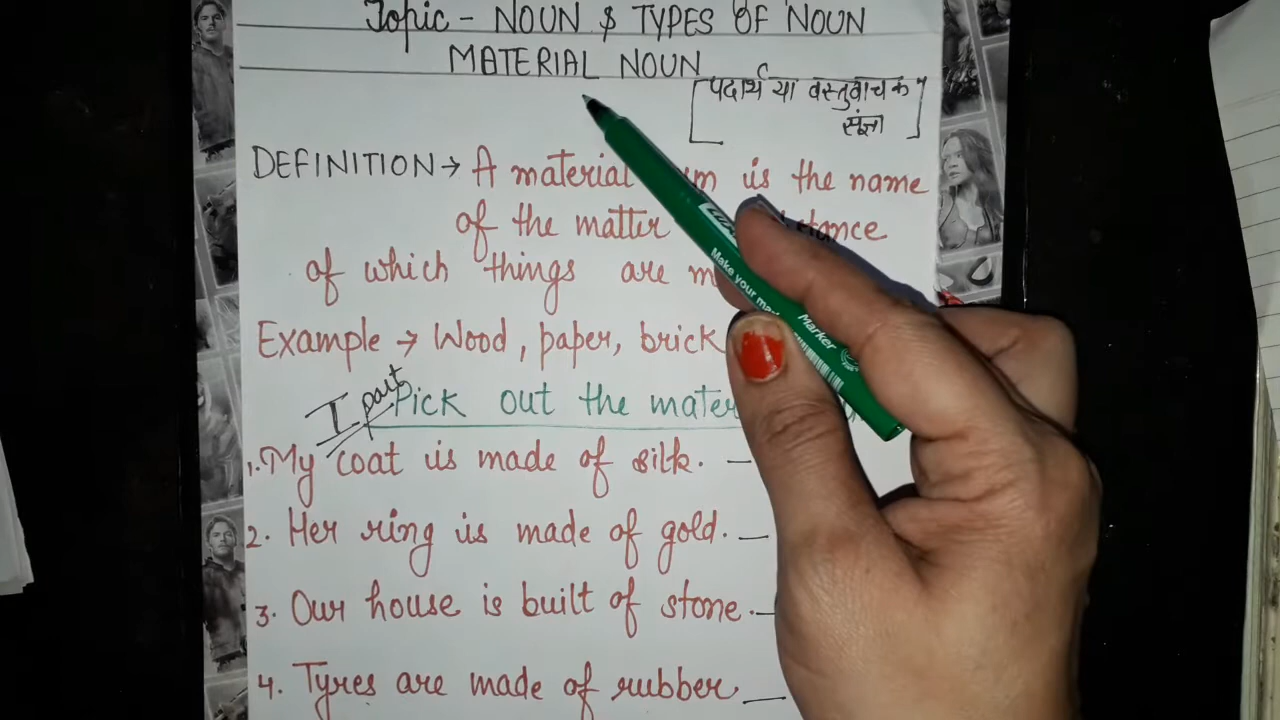 Topic - NOUN $ TYPES OF NOUN
MATERIAL NOUN
[पदार्थ या वस्तुवाचक
संज्ञा]
DEFINITION → A material is the name
of the matter
of which things are
Example → Wood, paper, brick
I part
Pick out the
1. My coat is made of silk. —
2. Her ring is made of gold. —
3. Our house is built of stone. —
4. Tyres are made of rubber. —
Make your
Marker